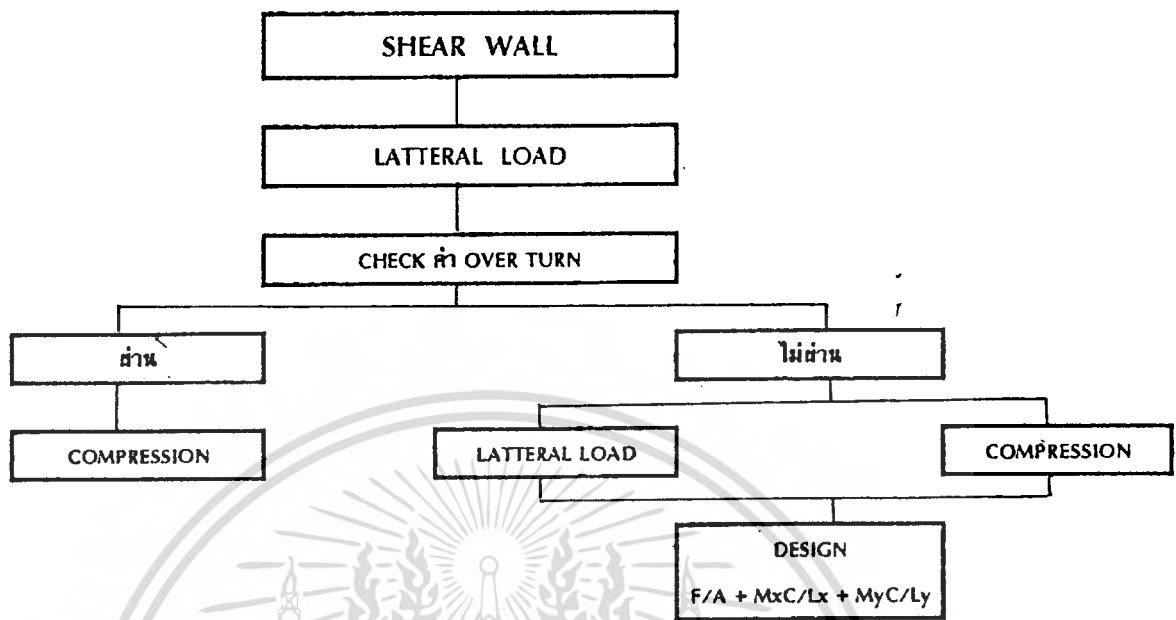 SHEAR WALL
LATTERAL LOAD
CHECK ค่า OVER TURN
ผ่าน
ไม่ผ่าน
COMPRESSION
LATTERAL LOAD
COMPRESSION
DESIGN
F/A + MxC/Lx + MyC/Ly